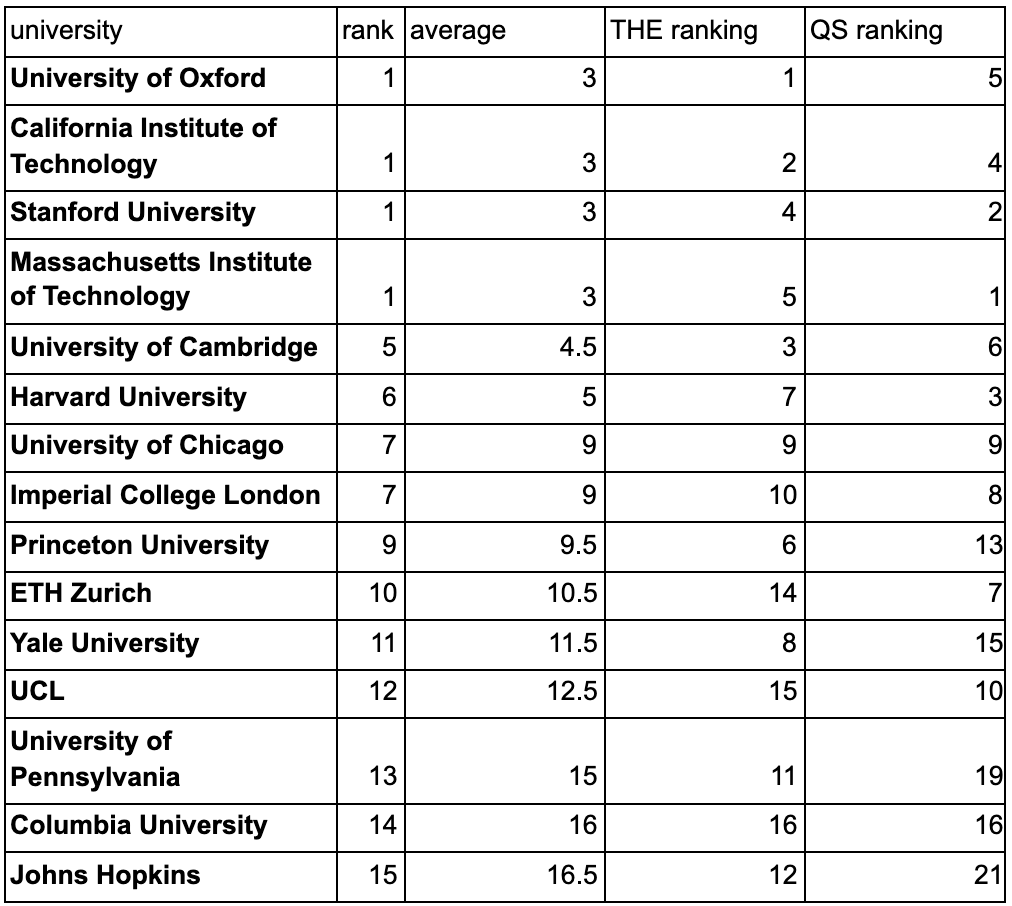 university rank average THE ranking QS ranking
University of Oxford 1 3 1 5
California Institute of
Technology 1 3 2 4
Stanford University 1 3 4 2
Massachusetts Institute
of Technology 1 3 5 1
University of Cambridge 5 4.5 3 6
Harvard University 6 5 7 3
University of Chicago 7 9 9 9
Imperial College London 7 9 10 8
Princeton University 9 9.5 6 13
ETH Zurich 10 10.5 14 7
Yale University 11 11.5 8 15
UCL 12 12.5 15 10
University of
Pennsylvania 13 15 11 19
Columbia University 14 16 16 16
Johns Hopkins 15 16.5 12 21